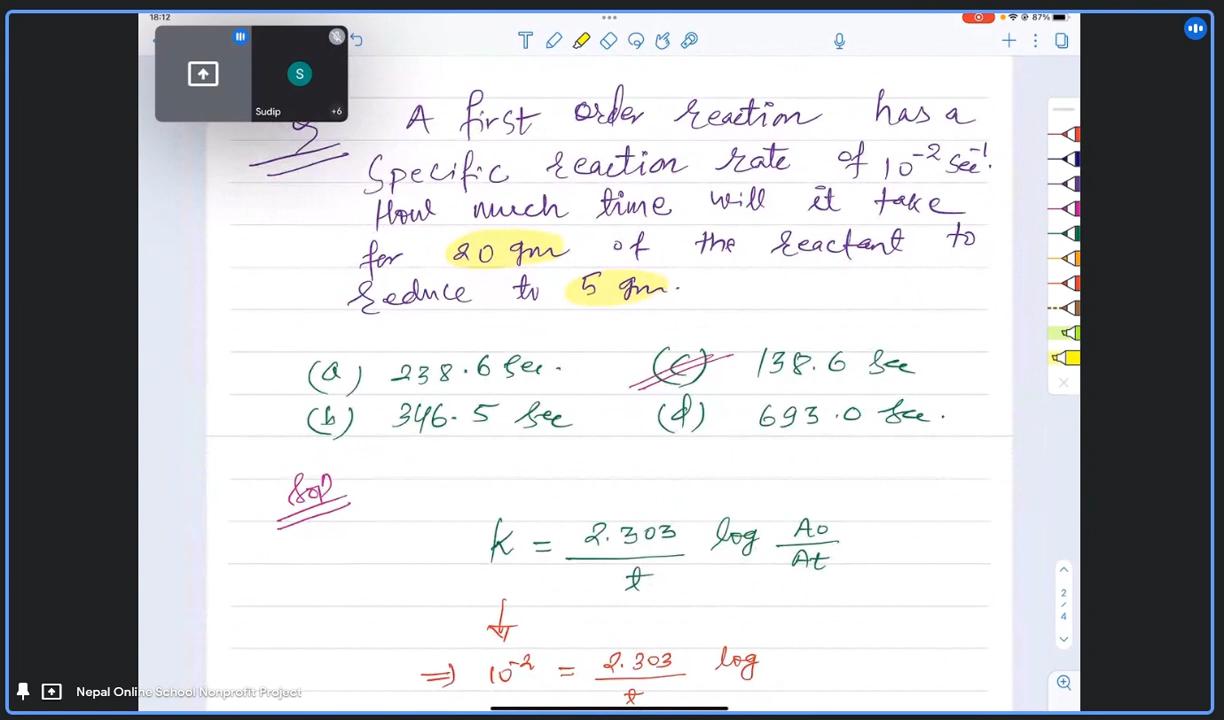 18:12
87%
S
Sudip
+6
A first order reaction has a
specific reaction rate of 10⁻² sec⁻¹.
How much time will it take
for 20 gm of the reactant to
reduce to 5 gm.
(a) 238.6 sec. (c) 138.6 sec
(b) 346.5 sec (d) 693.0 sec.
Sol
K = 2.303/t log A0/At
⇒ 10⁻² = 2.303/t log
2/4
Nepal Online School Nonprofit Project